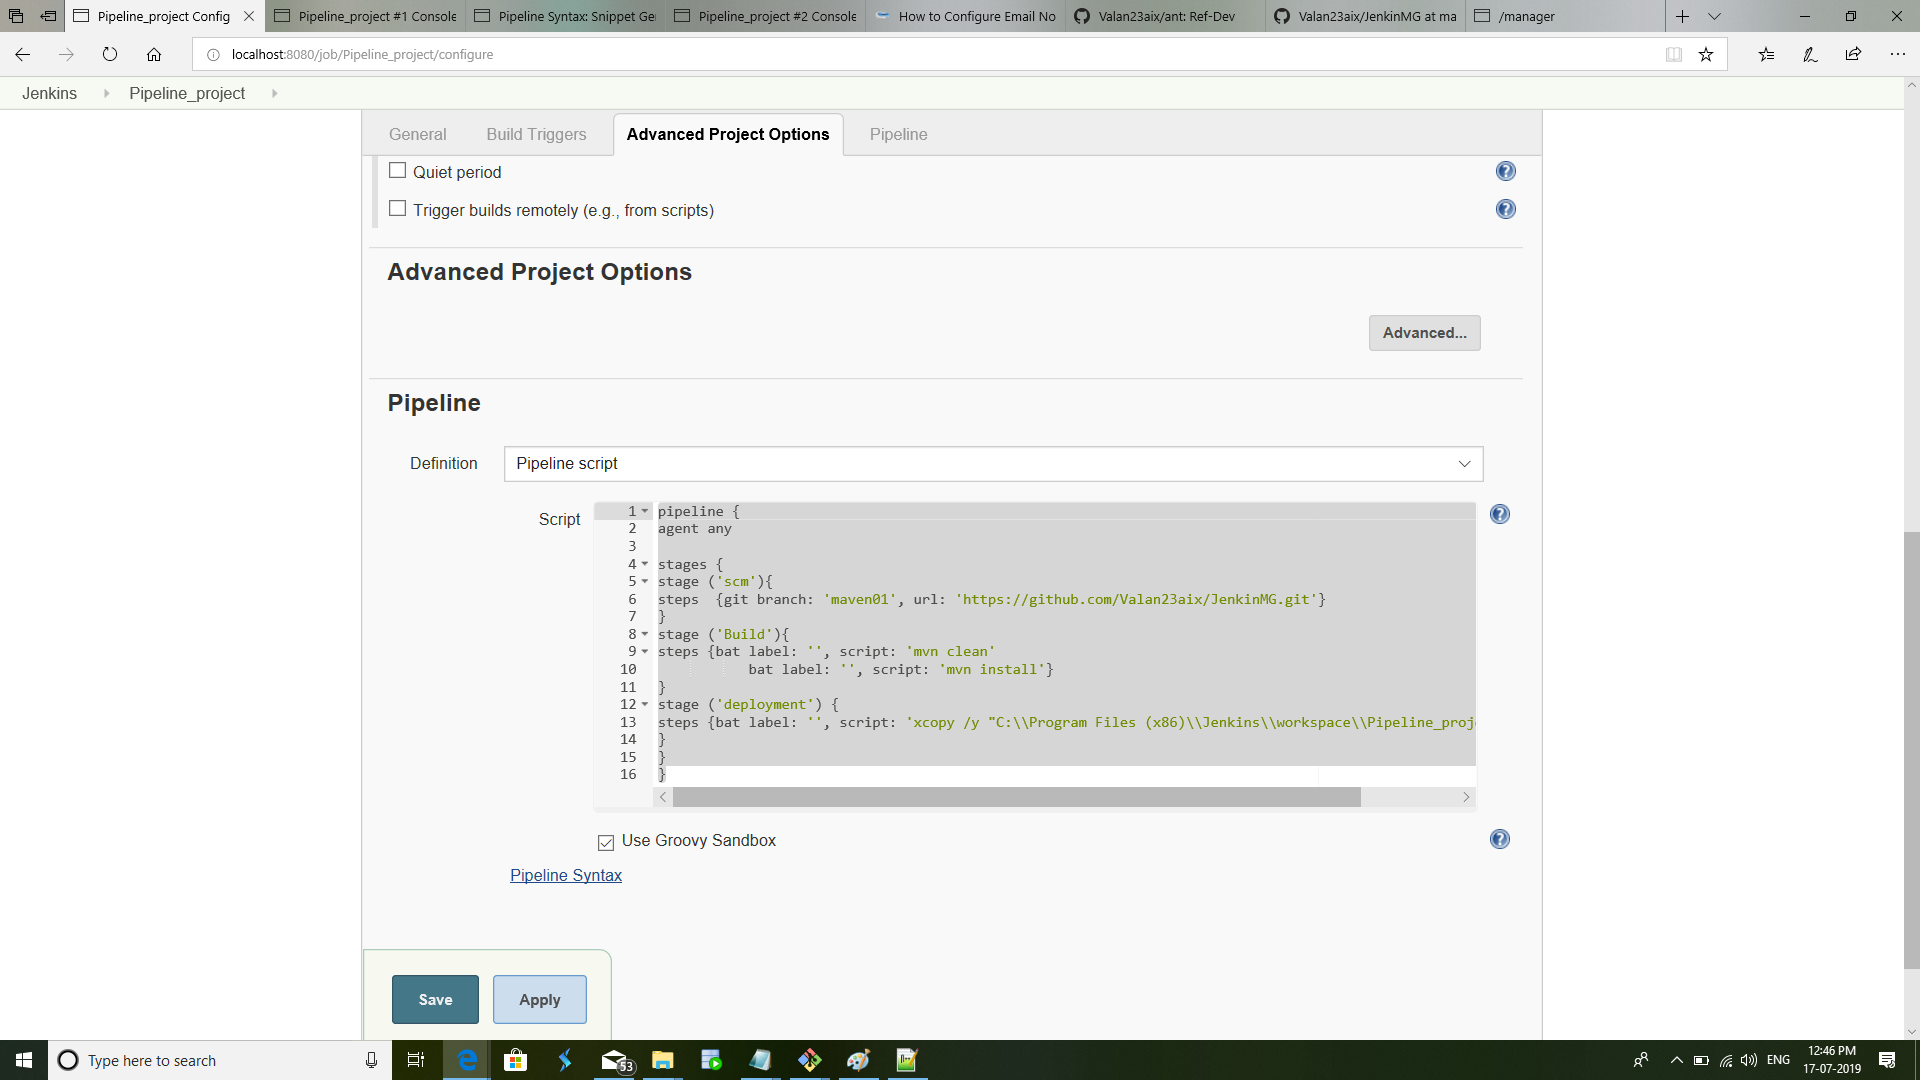 Pipeline_project Config
Pipeline_project #1 Console
Pipeline Syntax: Snippet Ge
Pipeline_project #2 Console
How to Configure Email No
Valan23aix/ant: Ref-Dev
Valan23aix/JenkinMG at ma
/manager
localhost:8080/job/Pipeline_project/configure
Jenkins
Pipeline_project
General
Build Triggers
Advanced Project Options
Pipeline
Quiet period
Trigger builds remotely (e.g., from scripts)
Advanced Project Options
Advanced...
Pipeline
Definition
Pipeline script
Script
1 pipeline {
2 agent any
3
4 stages {
5 stage ('scm'){
6 steps  {git branch: 'maven01', url: 'https://github.com/Valan23aix/JenkinMG.git'}
7 }
8 stage ('Build'){
9 steps {bat label: '', script: 'mvn clean'
10            bat label: '', script: 'mvn install'}
11 }
12 stage ('deployment') {
13 steps {bat label: '', script: 'xcopy /y "C:\\Program Files (x86)\\Jenkins\\workspace\\Pipeline_proj
14 }
15 }
16 }
Use Groovy Sandbox
Pipeline Syntax
Save
Apply
Type here to search
53
ENG
12:46 PM
17-07-2019